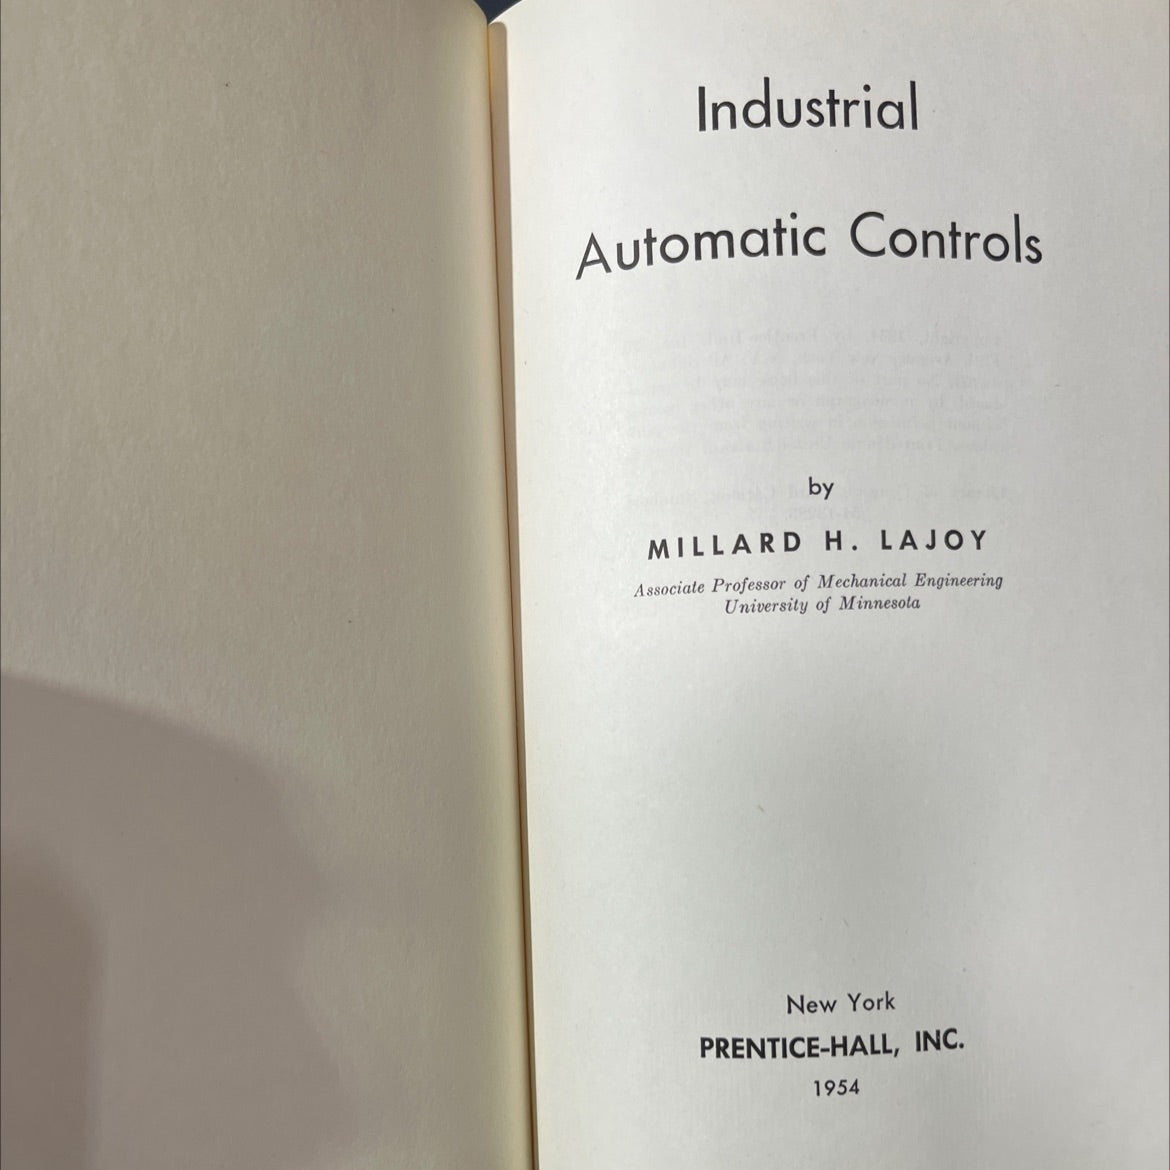 Industrial
Automatic Controls
by
MILLARD H. LAJOY
Associate Professor of Mechanical Engineering
University of Minnesota
New York
PRENTICE-HALL, INC.
1954